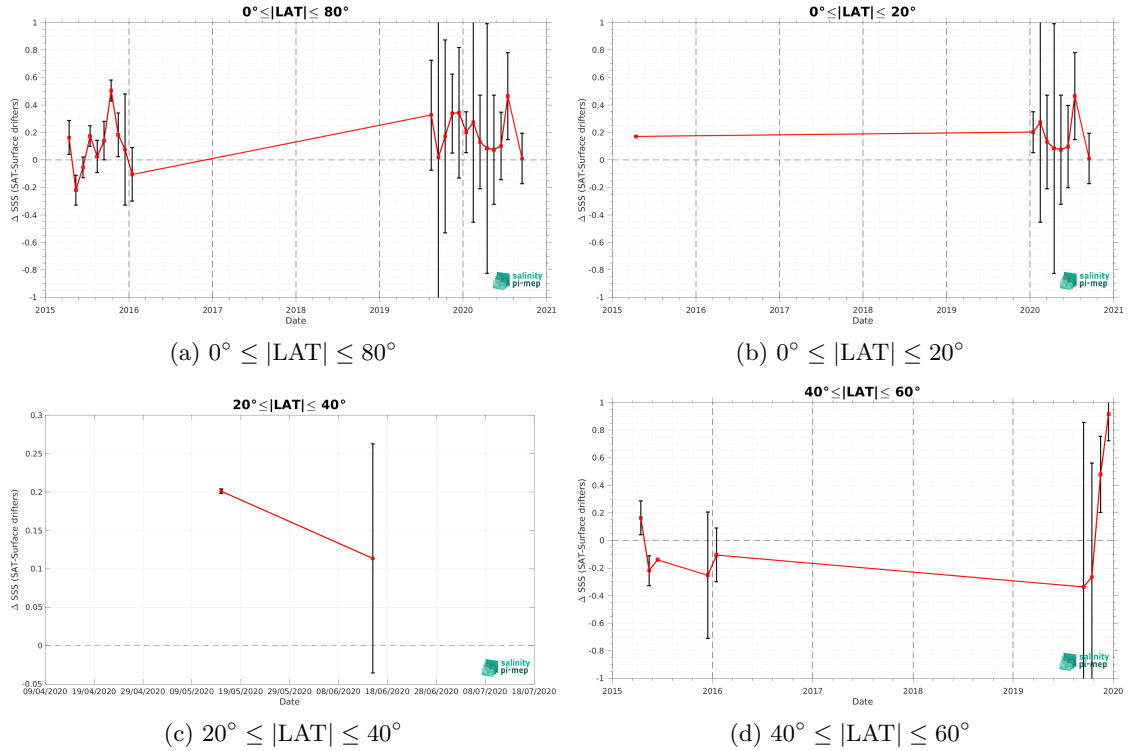 0°≤|LAT|≤ 80°
1
0.8
0.6
0.4
0.2
0
-0.2
-0.4
-0.6
-0.8
-1
Δ SSS (SAT-Surface drifters)
2015 2016 2017 2018 2019 2020 2021
Date
salinity
pi-mep
(a) 0° ≤ |LAT| ≤ 80°
0°≤|LAT|≤ 20°
1
0.8
0.6
0.4
0.2
0
-0.2
-0.4
-0.6
-0.8
-1
Δ SSS (SAT-Surface drifters)
2015 2016 2017 2018 2019 2020 2021
Date
salinity
pi-mep
(b) 0° ≤ |LAT| ≤ 20°
20°≤|LAT|≤ 40°
0.3
0.25
0.2
0.15
0.1
0.05
0
-0.05
Δ SSS (SAT-Surface drifters)
09/04/2020 19/04/2020 29/04/2020 09/05/2020 19/05/2020 29/05/2020 08/06/2020 18/06/2020 28/06/2020 08/07/2020 18/07/2020
Date
salinity
pi-mep
(c) 20° ≤ |LAT| ≤ 40°
40°≤|LAT|≤ 60°
1
0.8
0.6
0.4
0.2
0
-0.2
-0.4
-0.6
-0.8
-1
Δ SSS (SAT-Surface drifters)
2015 2016 2017 2018 2019 2020
Date
salinity
pi-mep
(d) 40° ≤ |LAT| ≤ 60°